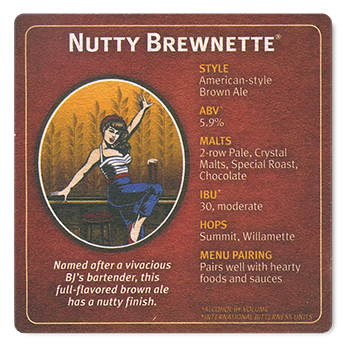 NUTTY BREWNETTE®
STYLE
American-style
Brown Ale
ABV*
5.9%
MALTS
2-row Pale, Crystal
Malts, Special Roast,
Chocolate
IBU*
30, moderate
HOPS
Summit, Willamette
MENU PAIRING
Pairs well with hearty
foods and sauces
Named after a vivacious
BJ's bartender, this
full-flavored brown ale
has a nutty finish.
*ALCOHOL BY VOLUME
*INTERNATIONAL BITTERNESS UNITS